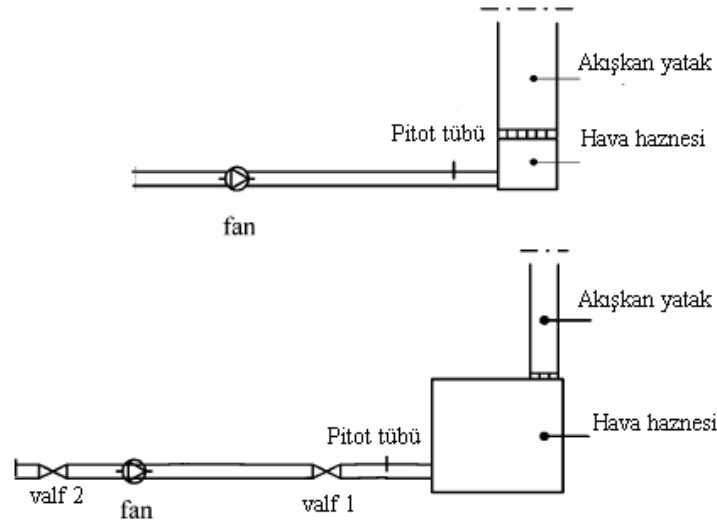 Akışkan yatak
Pitot tübü
Hava haznesi
fan
Akışkan yatak
Hava haznesi
Pitot tübü
valf 2
fan
valf 1